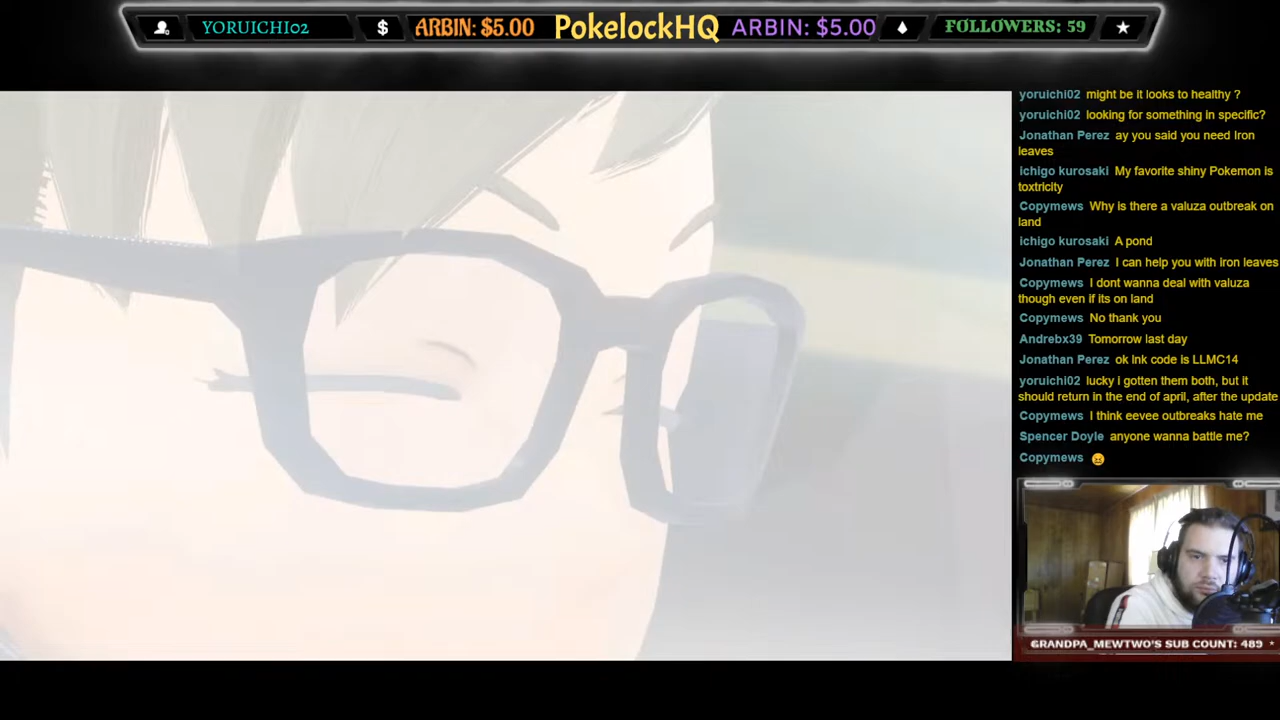 YORUICHI02
$
ARBIN: $5.00
PokelockHQ
ARBIN: $5.00
FOLLOWERS: 59
yoruichi02 might be it looks to healthy ?
yoruichi02 looking for something in specific?
Jonathan Perez ay you said you need Iron
leaves
ichigo kurosaki My favorite shiny Pokemon is
toxtricity
Copymews Why is there a valuza outbreak on
land
ichigo kurosaki A pond
Jonathan Perez I can help you with iron leaves
Copymews I dont wanna deal with valuza
though even if its on land
Copymews No thank you
Andrebx39 Tomorrow last day
Jonathan Perez ok lnk code is LLMC14
yoruichi02 lucky i gotten them both, but it
should return in the end of april, after the update
Copymews I think eevee outbreaks hate me
Spencer Doyle anyone wanna battle me?
Copymews 😖
GRANDPA_MEWTWO'S SUB COUNT: 489 *